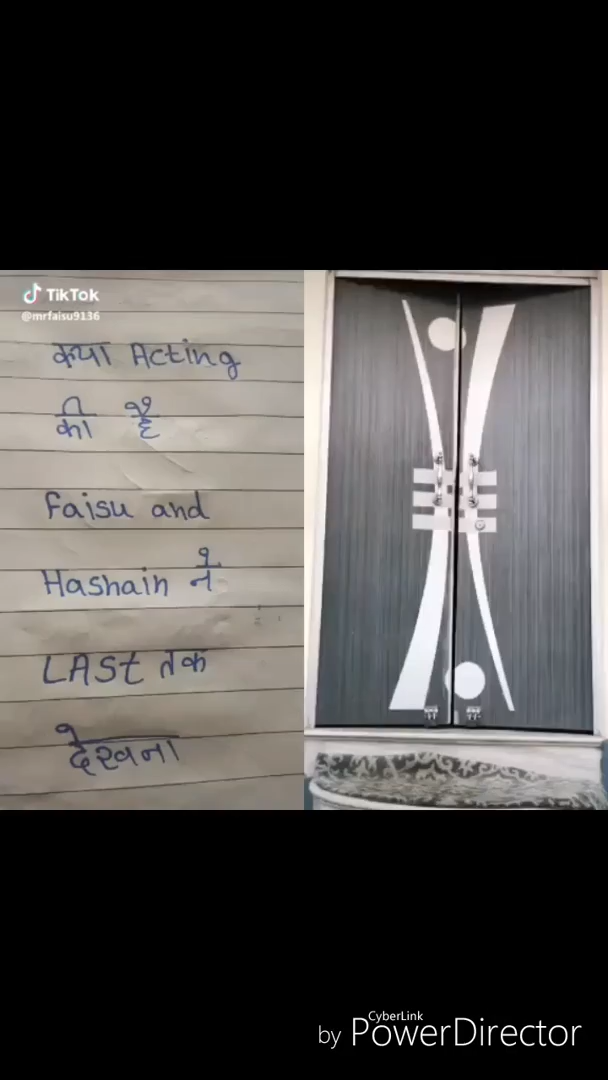 TikTok
@mrfaisu9136
क्या Acting
की है
Faisu and
Hashain ने
LAST तक
देखना
CyberLink
by PowerDirector